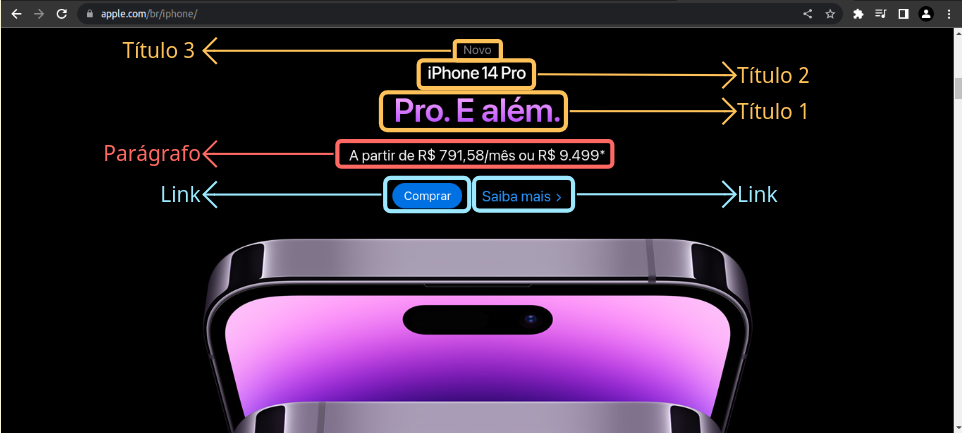 apple.com/br/iphone/
Título 3
Novo
iPhone 14 Pro
Título 2
Pro. E além.
Título 1
Parágrafo
A partir de R$ 791,58/mês ou R$ 9.499*
Link
Comprar
Saiba mais >
Link